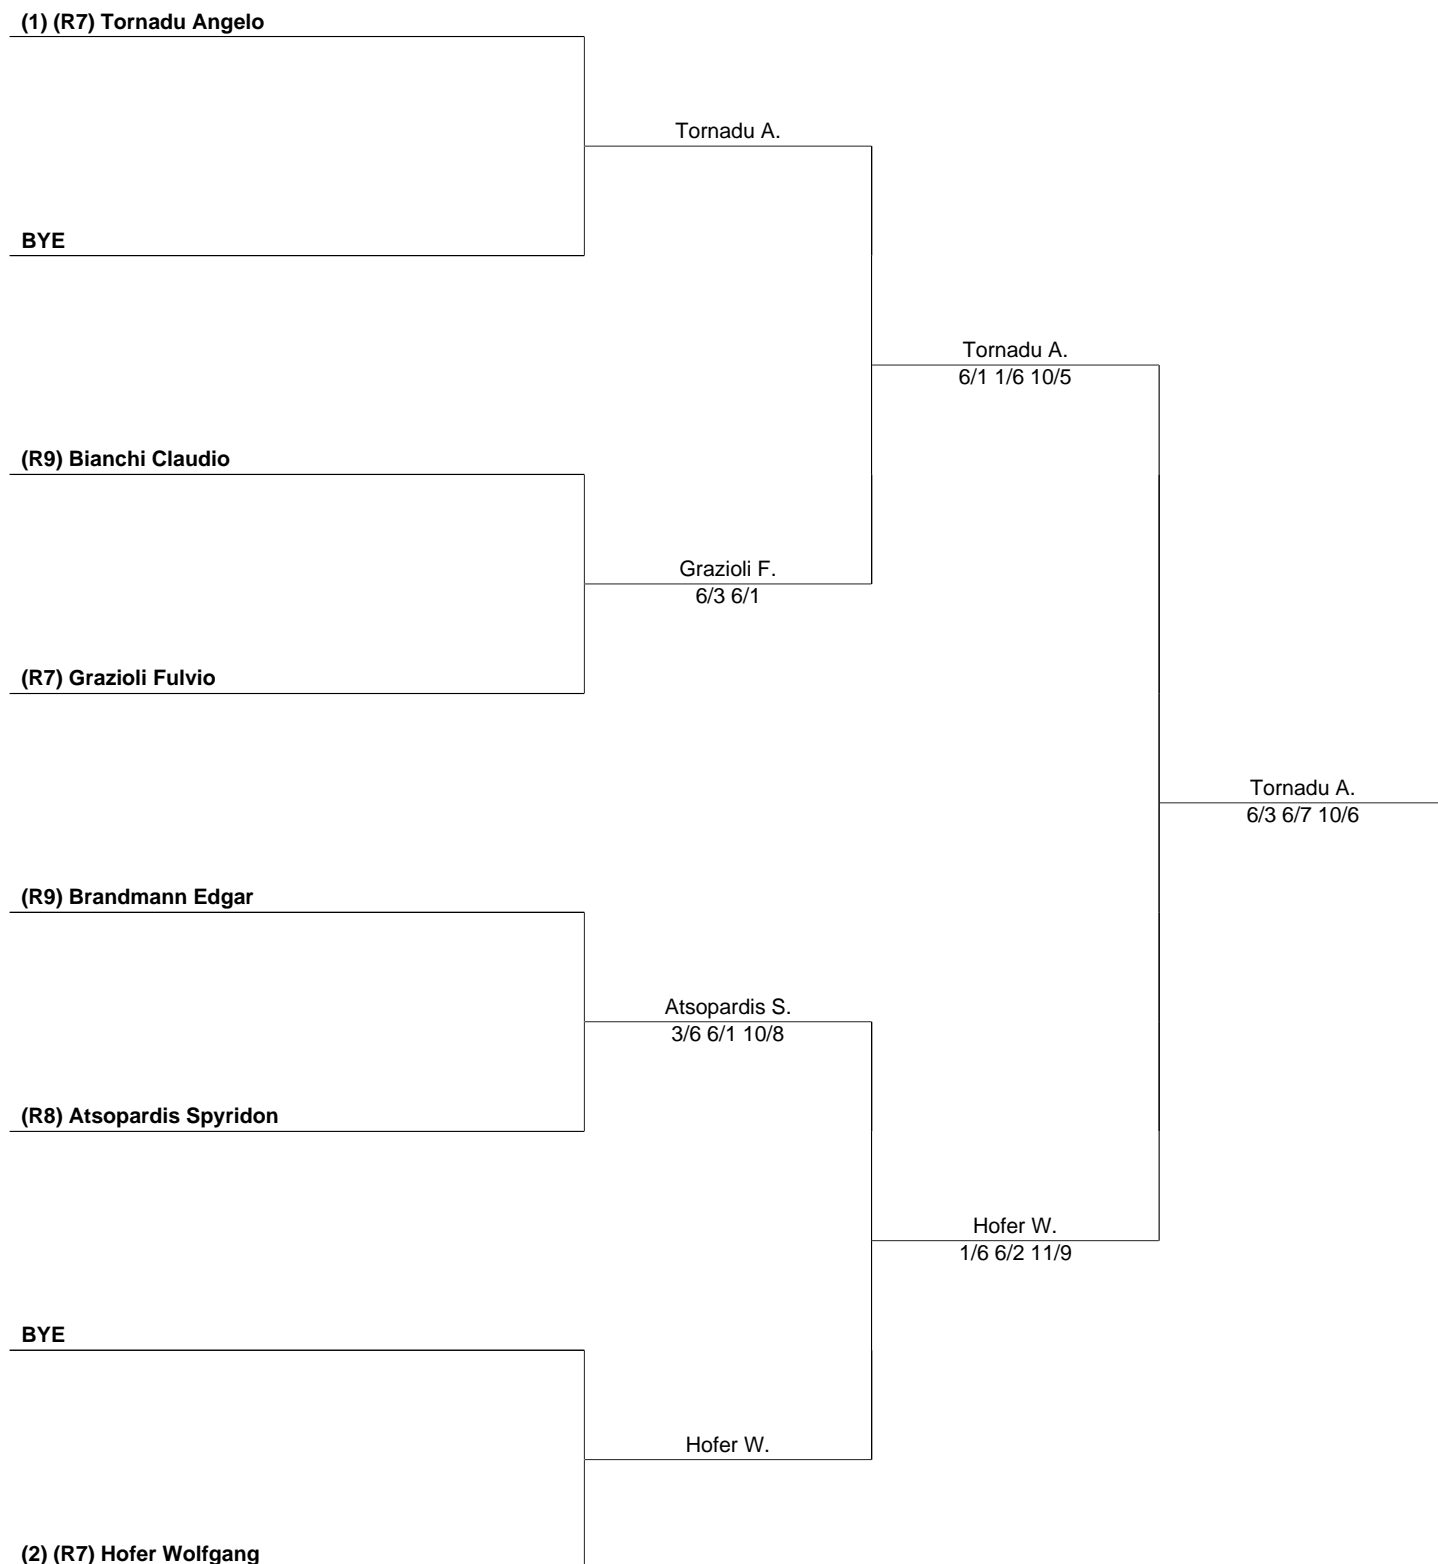 (1) (R7) Tornadu Angelo
Tornadu A.
BYE
Tornadu A.
6/1 1/6 10/5
(R9) Bianchi Claudio
Grazioli F.
6/3 6/1
(R7) Grazioli Fulvio
Tornadu A.
6/3 6/7 10/6
(R9) Brandmann Edgar
Atsopardis S.
3/6 6/1 10/8
(R8) Atsopardis Spyridon
Hofer W.
1/6 6/2 11/9
BYE
Hofer W.
(2) (R7) Hofer Wolfgang